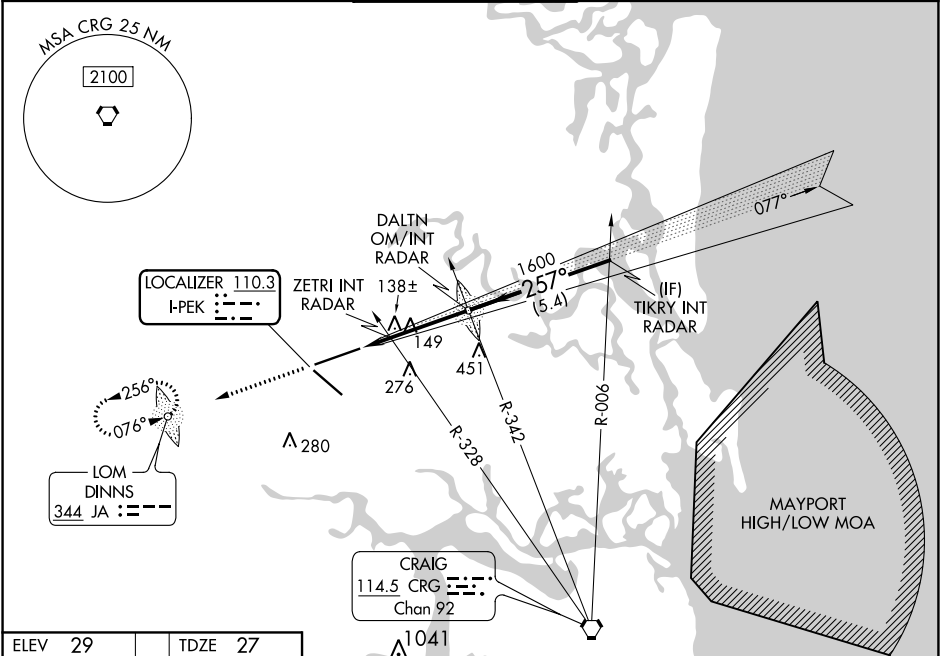 MSA CRG 25 NM
2100
DALTN
OM/INT
RADAR
077°
LOCALIZER 110.3
I-PEK
ZETRI INT
RADAR
138±
1600
257°
(5.4)
(IF)
TIKRY INT
RADAR
149
451
276
256°
076°
280
R-328
R-342
R-006
LOM
DINNS
344 JA
MAYPORT
HIGH/LOW MOA
CRAIG
114.5 CRG
Chan 92
1041
ELEV 29
TDZE 27